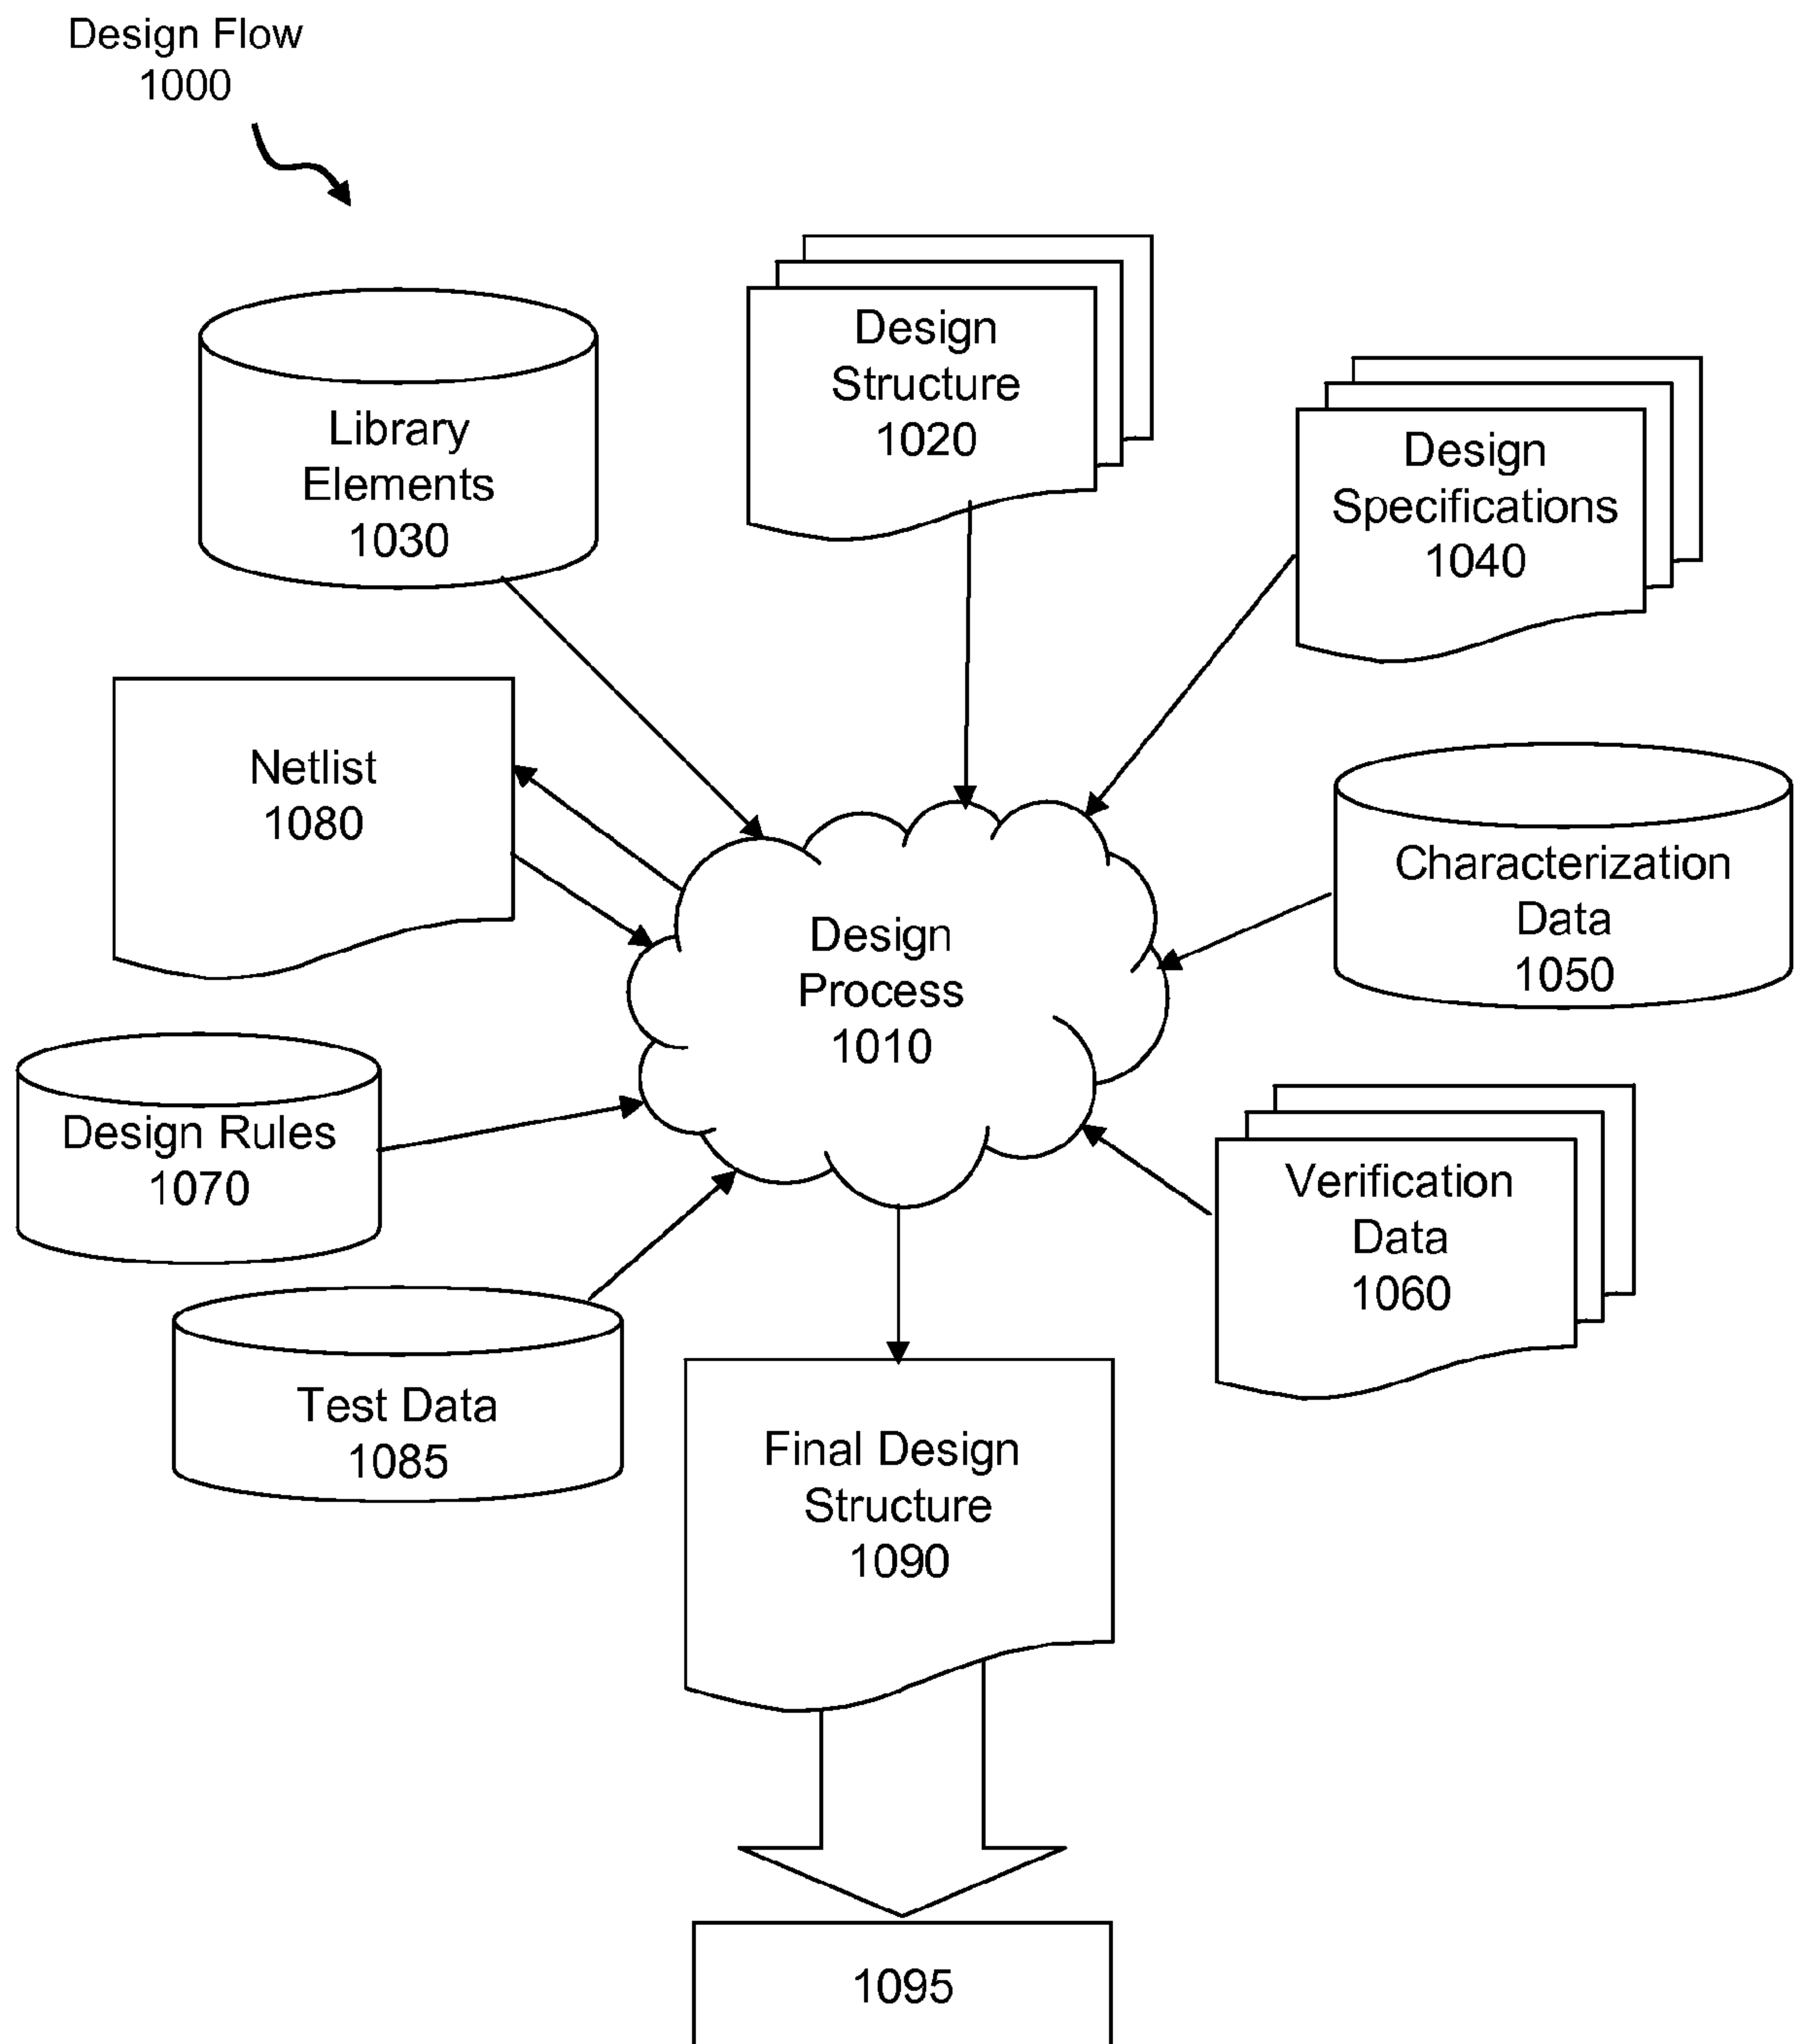 Design Flow
1000
Design
Structure
1020
Library
Elements
1030
Design
Specifications
1040
Netlist
1080
Characterization
Data
1050
Design
Process
1010
Design Rules
1070
Verification
Data
1060
Test Data
1085
Final Design
Structure
1090
1095